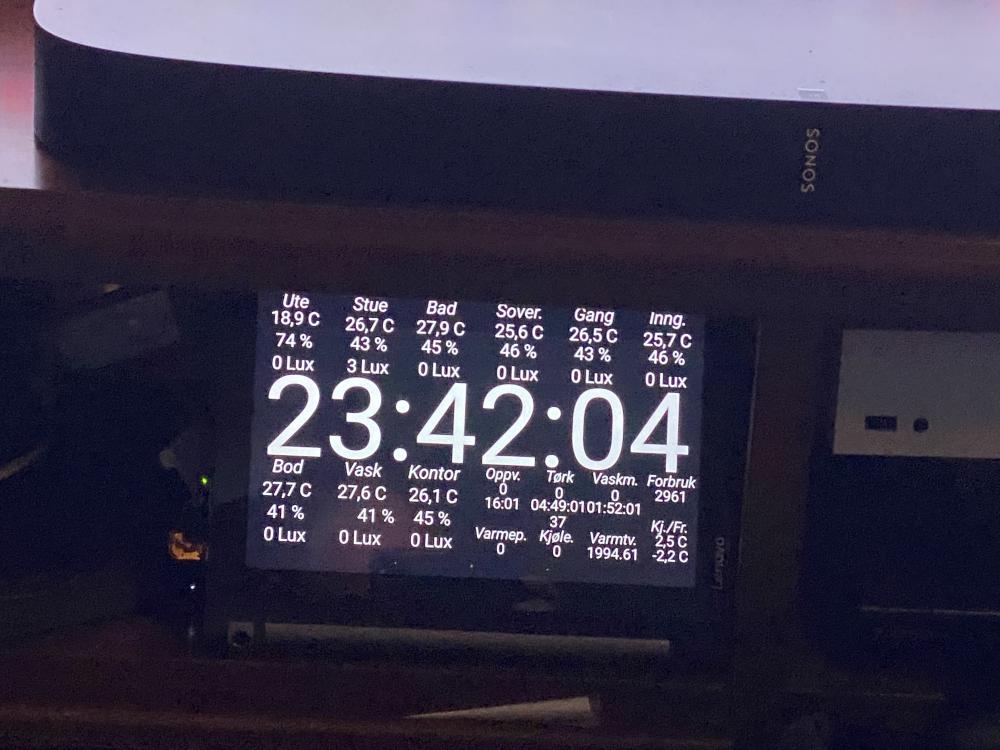 SONOS
Ute Stue Bad Sover. Gang Inng.
18,9 C 26,7 C 27,9 C 25,6 C 26,5 C 25,7 C
74 % 43 % 45 % 46 % 43 % 46 %
0 Lux 3 Lux 0 Lux 0 Lux 0 Lux 0 Lux
23:42:04
Bod Vask Kontor Oppv. Tørk Vaskm. Forbruk
27,7 C 27,6 C 26,1 C 0 0 0 2961
41 % 41 % 45 % 16:01 04:49:01 01:52:01
37
0 Lux 0 Lux 0 Lux Varmep. Kjøle. Varmtv. Kj./Fr.
0 0 1994.61 2,5 C
-2,2 C
Lenovo